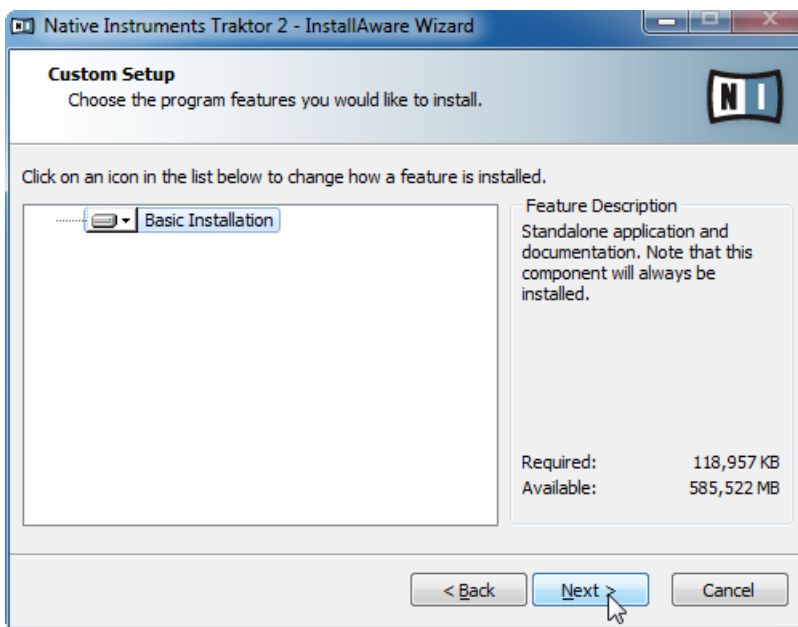 Native Instruments Traktor 2 - InstallAware Wizard
Custom Setup
Choose the program features you would like to install.
N I
Click on an icon in the list below to change how a feature is installed.
Basic Installation
Feature Description
Standalone application and
documentation. Note that this
component will always be
installed.
Required: 118,957 KB
Available: 585,522 MB
< Back Next > Cancel